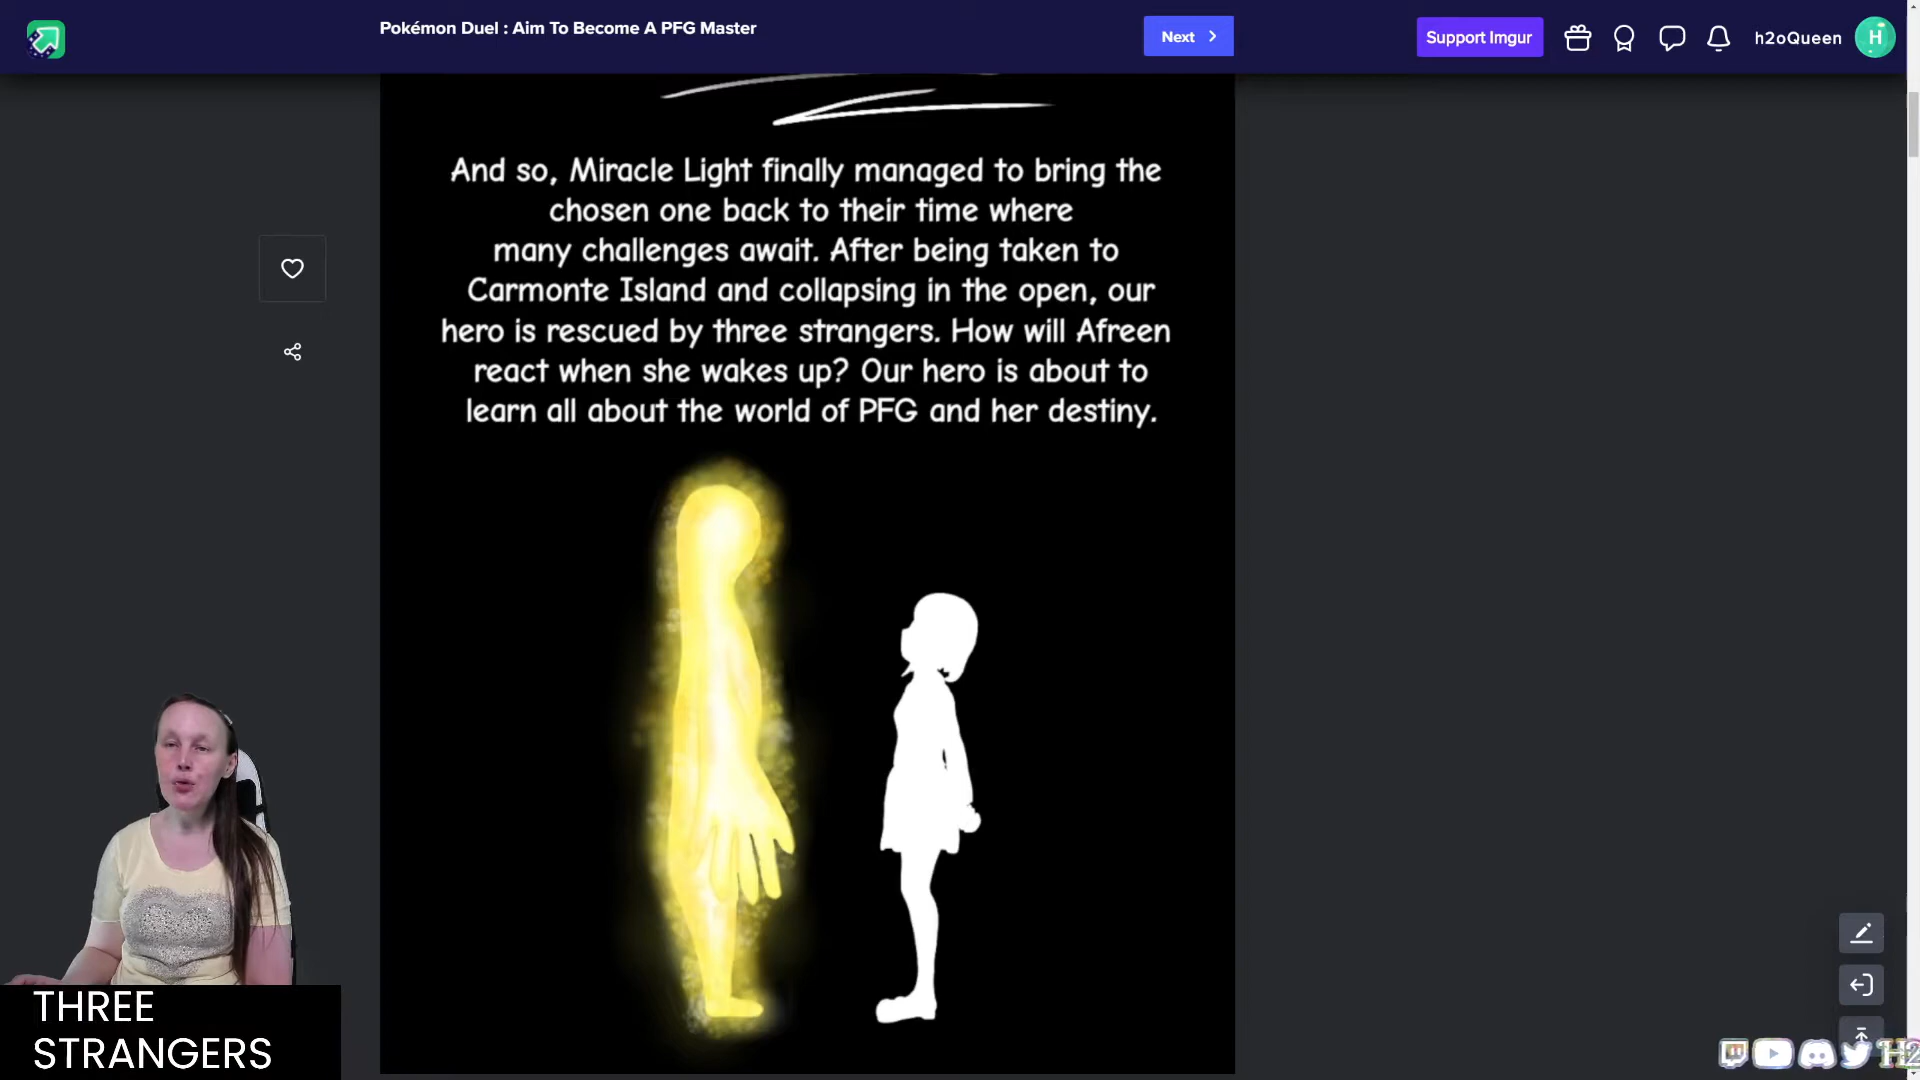 Pokémon Duel : Aim To Become A PFG Master
Next
Support Imgur
h2oQueen
H
And so, Miracle Light finally managed to bring the
chosen one back to their time where
many challenges await. After being taken to
Carmonte Island and collapsing in the open, our
hero is rescued by three strangers. How will Afreen
react when she wakes up? Our hero is about to
learn all about the world of PFG and her destiny.
THREE
STRANGERS
H2